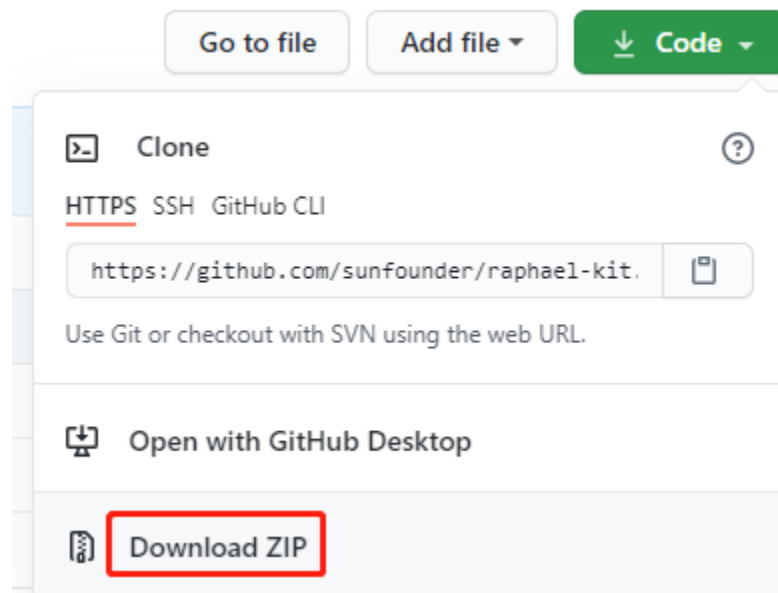 Go to file Add file Code
Clone
HTTPS SSH GitHub CLI
https://github.com/sunfounder/raphael-kit.
Use Git or checkout with SVN using the web URL.
Open with GitHub Desktop
Download ZIP